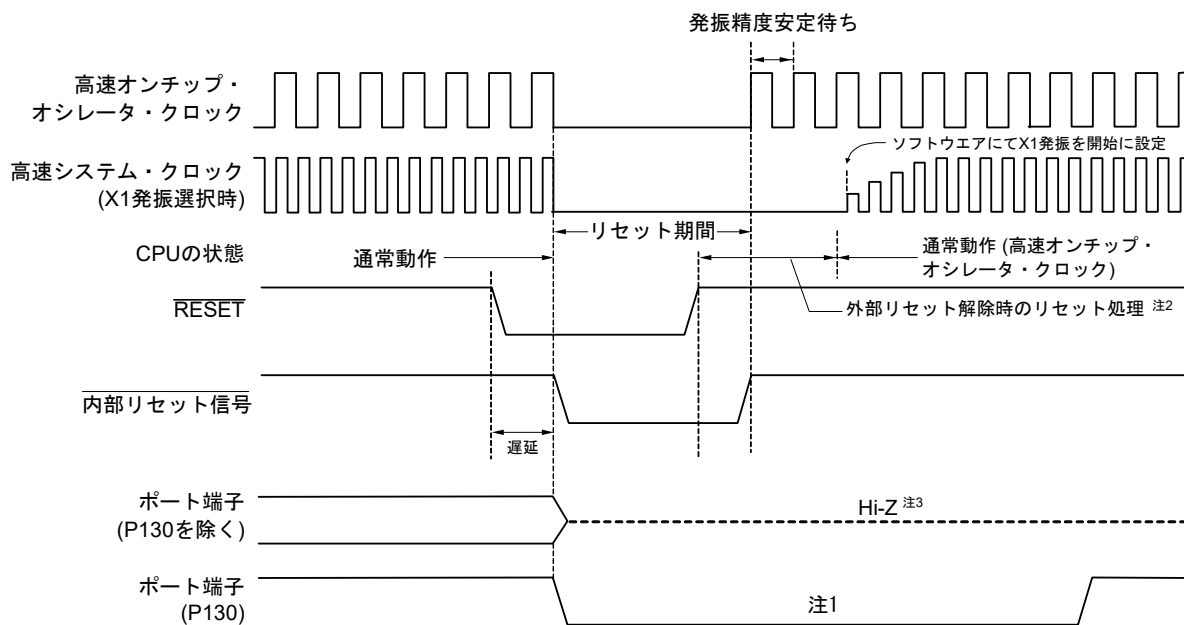 発振精度安定待ち
高速オンチップ・
オシレータ・クロック
ソフトウエアにてX1発振を開始に設定
高速システム・クロック
(X1発振選択時)
リセット期間
CPUの状態
通常動作
通常動作 (高速オンチップ・
オシレータ・クロック)
RESET
外部リセット解除時のリセット処理 注2
内部リセット信号
遅延
ポート端子
(P130を除く)
Hi-Z 注3
ポート端子
(P130)
注1